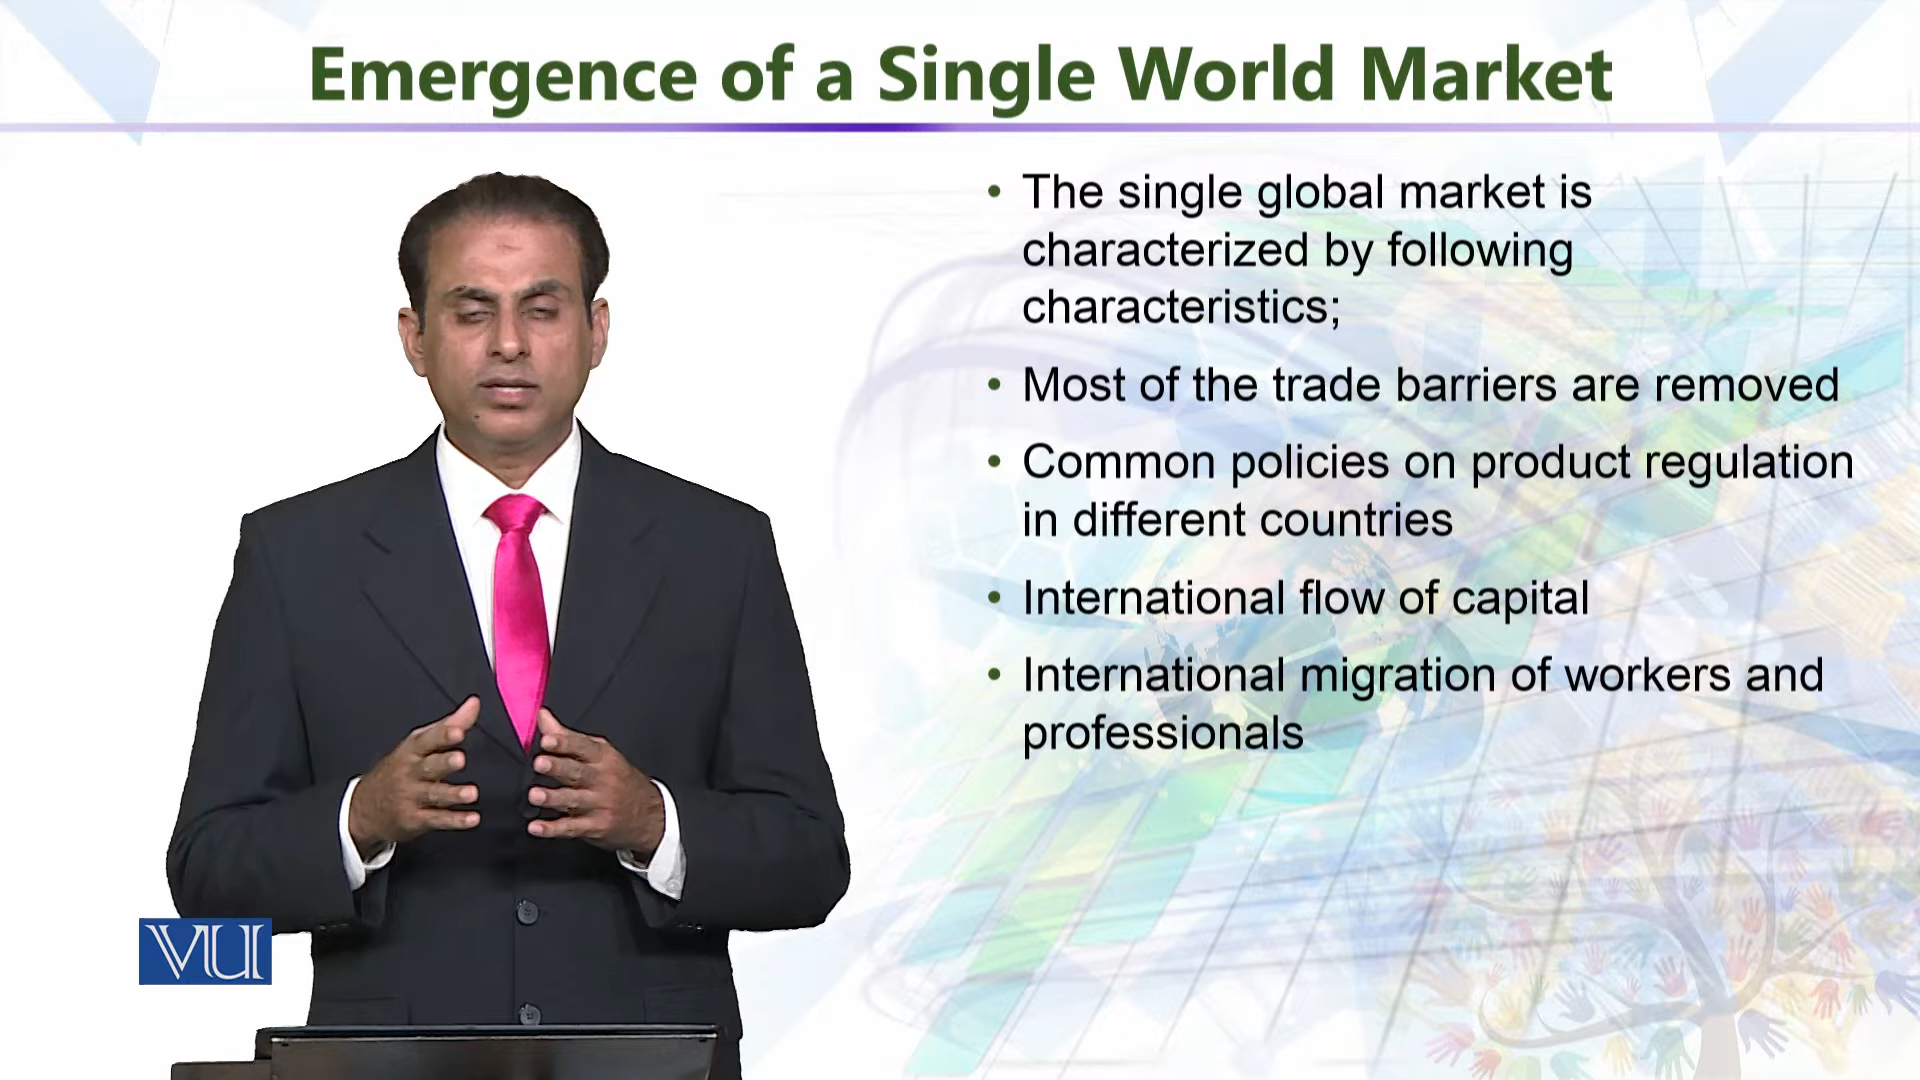 Emergence of a Single World Market
• The single global market is
characterized by following
characteristics;
• Most of the trade barriers are removed
• Common policies on product regulation
in different countries
• International flow of capital
• International migration of workers and
professionals
VU